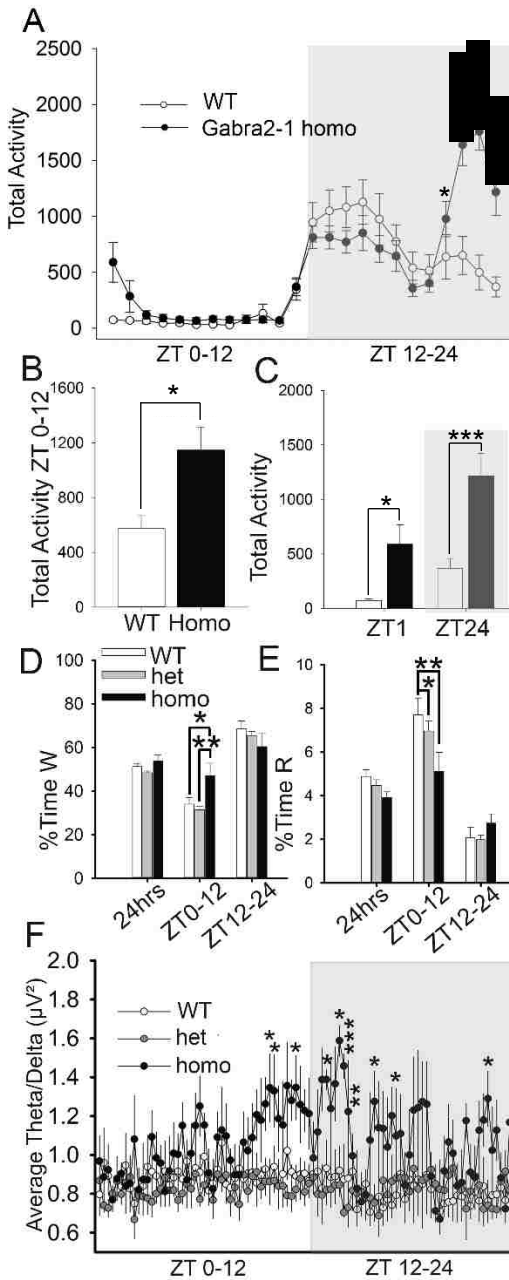 A
Total Activity
2500
2000
1500
1000
500
0
WT
Gabra2-1 homo
*
ZT 0-12
ZT 12-24
B
Total Activity ZT 0-12
1600
1200
800
400
0
*
WT Homo
C
Total Activity
2000
1500
1000
500
0
*
***
ZT1
ZT24
D
%Time W
100
80
60
40
20
0
WT
het
homo
*
**
24hrs
ZT0-12
ZT12-24
E
%Time R
10
8
6
4
2
0
**
*
24hrs
ZT0-12
ZT12-24
F
Average Theta/Delta (µV²)
2.0
1.8
1.6
1.4
1.2
1.0
0.8
0.6
WT
het
homo
*
*
*
*
*
***
**
*
*
*
ZT 0-12
ZT 12-24